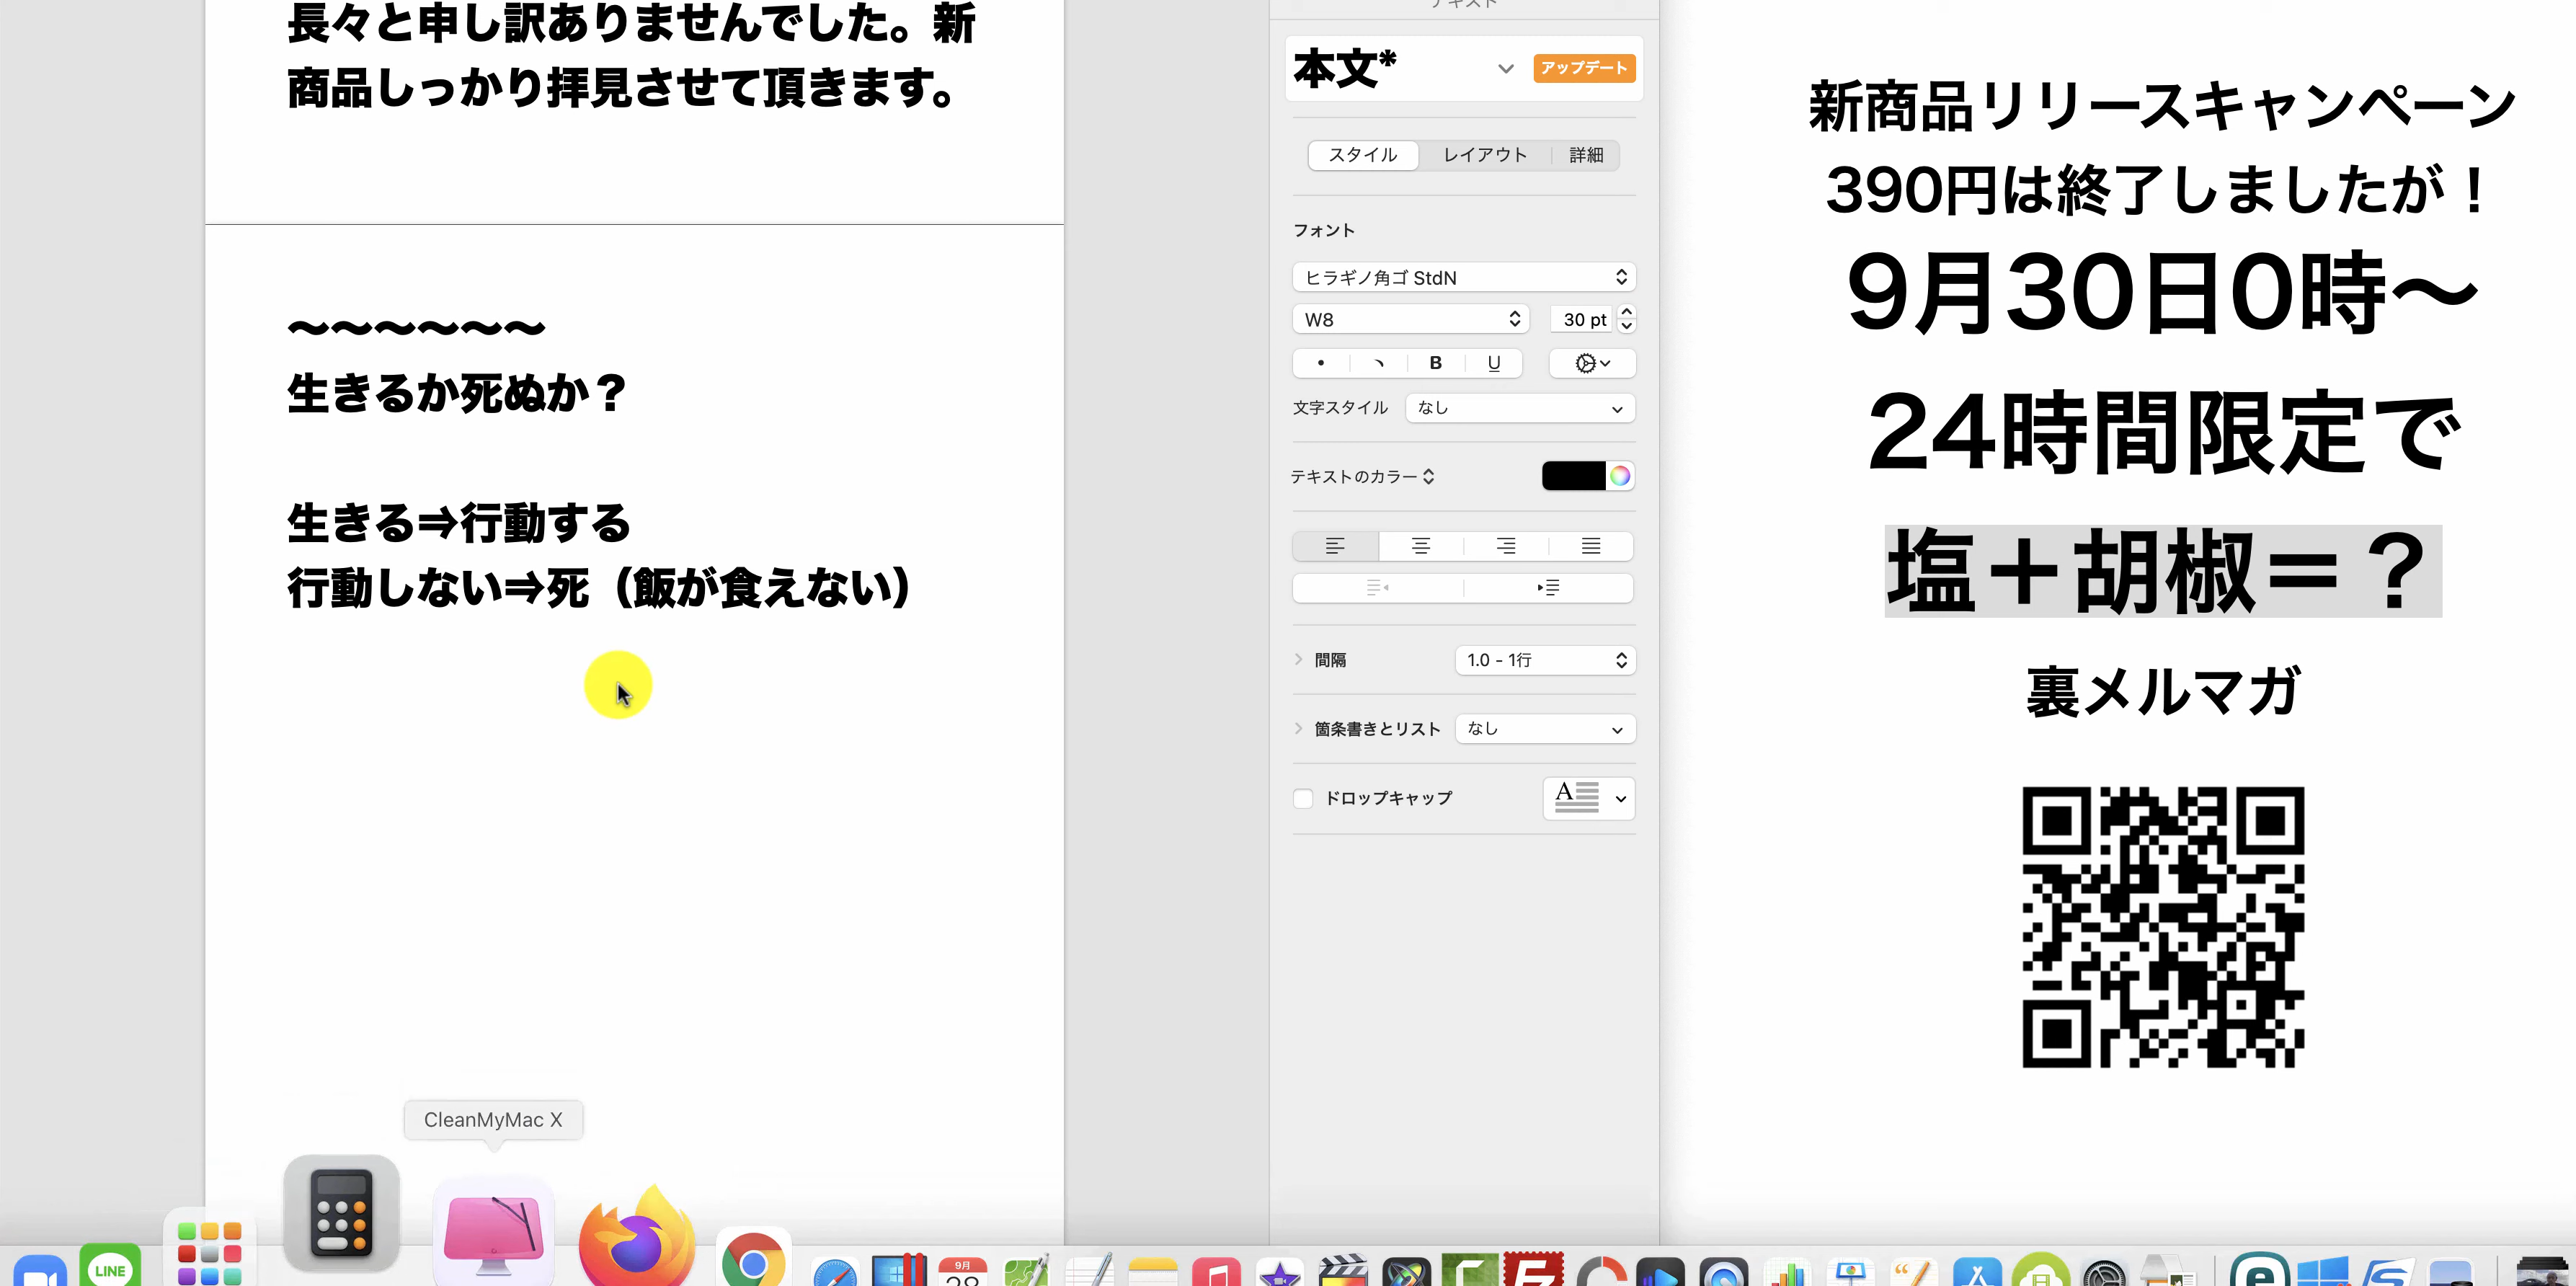 長々と申し訳ありませんでした。新
商品しっかり拝見させて頂きます。
〜〜〜〜〜〜
生きるか死ぬか？
生きる⇒行動する
行動しない⇒死（飯が食えない）
CleanMyMac X
LINE
9月
テキスト
本文*
アップデート
スタイル
レイアウト
詳細
フォント
ヒラギノ角ゴ StdN
W8
30 pt
B
U
文字スタイル
なし
テキストのカラー
間隔
1.0 - 1行
箇条書きとリスト
なし
ドロップキャップ
A
新商品リリースキャンペーン
390円は終了しましたが！
9月30日0時〜
24時間限定で
塩＋胡椒＝？
裏メルマガ